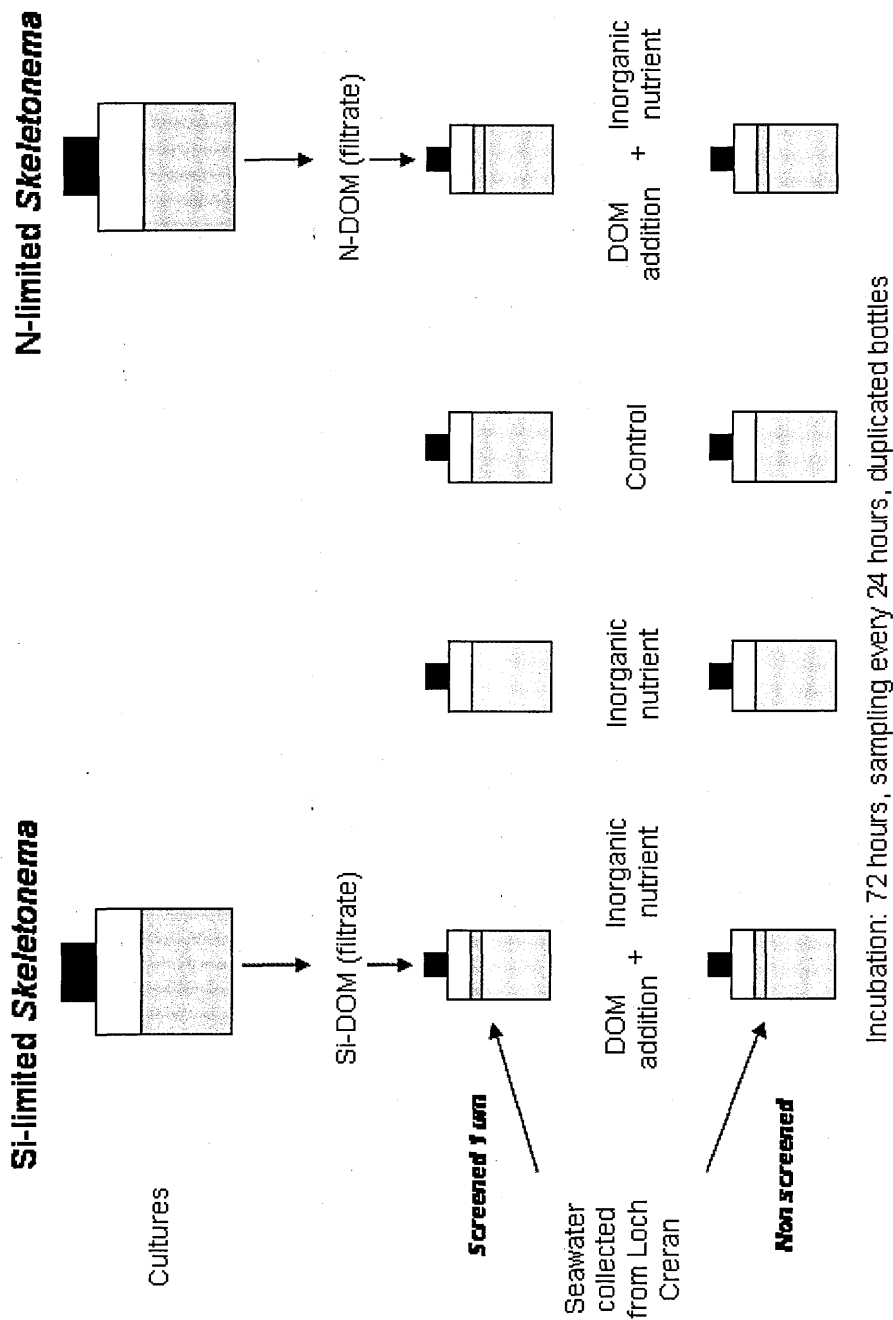 Si-limited Skeletonema
N-limited Skeletonema
Cultures
Si-DOM (filtrate)
N-DOM (filtrate)
Screened 1 um
Seawater
collected
from Loch
Creran
DOM
addition + Inorganic
nutrient
Inorganic
nutrient
Control
DOM
addition + Inorganic
nutrient
Non screened
Incubation: 72 hours, sampling every 24 hours, duplicated bottles